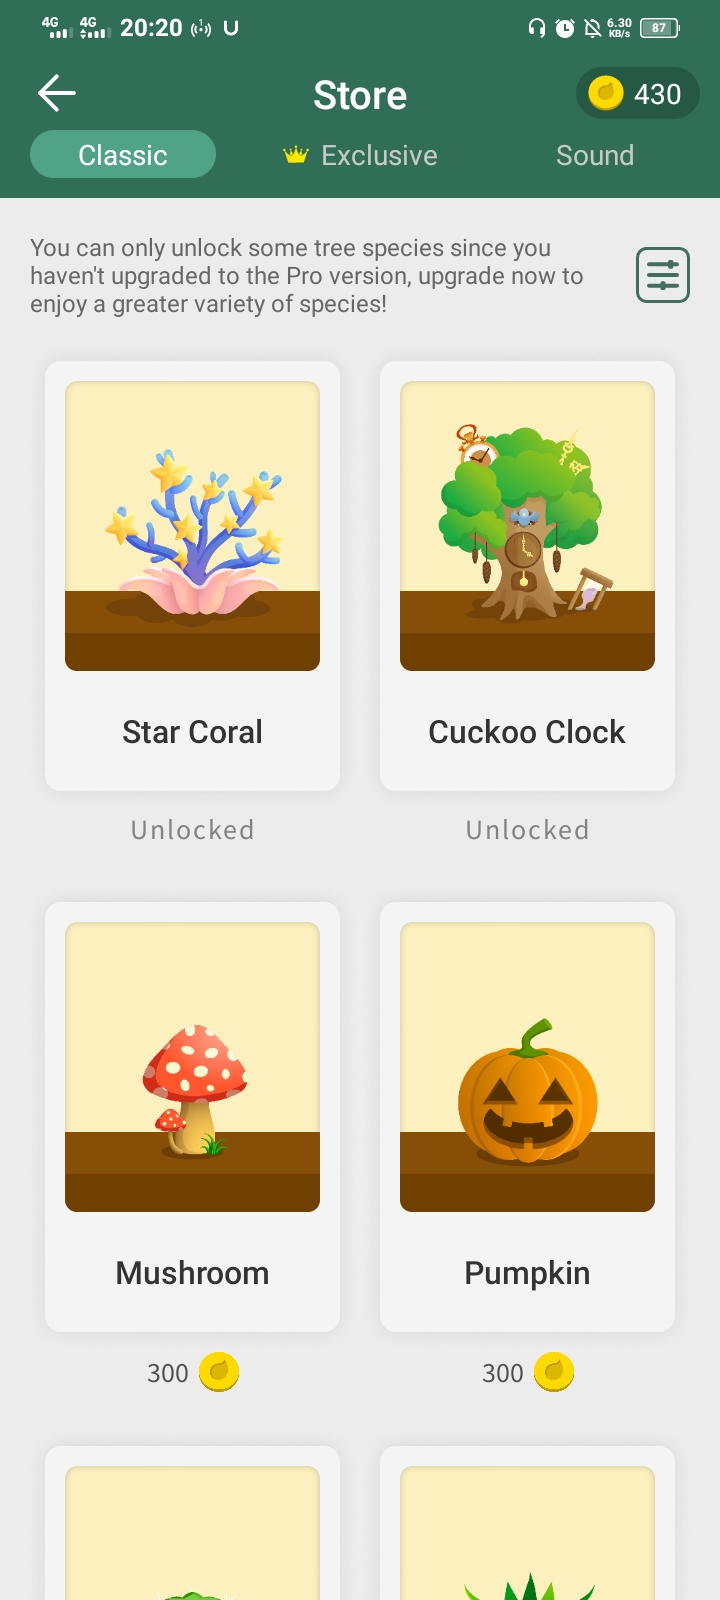 4G 4G 20:20 1 6.30 KB/s 87
Store
430
Classic Exclusive Sound
You can only unlock some tree species since you
haven't upgraded to the Pro version, upgrade now to
enjoy a greater variety of species!
Star Coral Cuckoo Clock
Unlocked Unlocked
Mushroom Pumpkin
300 300